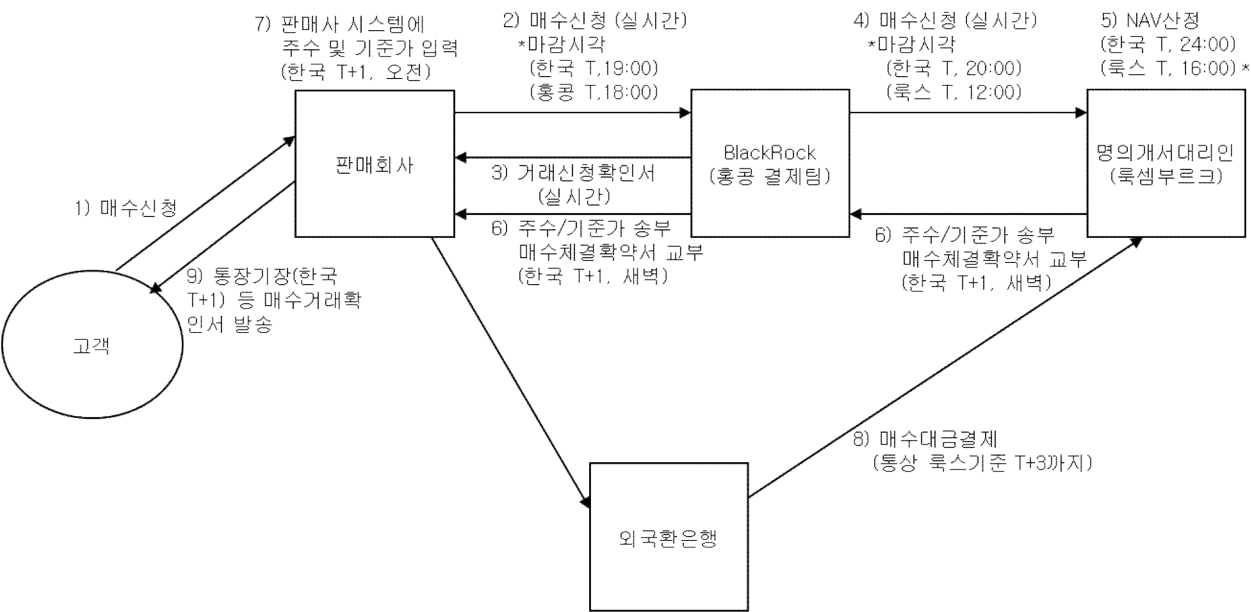 7) 판매사 시스템에
주수 및 기준가 입력
(한국 T+1, 오전)
2) 매수신청 (실시간)
*마감시각
(한국 T,19:00)
(홍콩 T,18:00)
4) 매수신청 (실시간)
*마감시각
(한국 T, 20:00)
(룩스 T, 12:00)
5) NAV산정
(한국 T, 24:00)
(룩스 T, 16:00)*
판매회사
BlackRock
(홍콩 결제팀)
명의개서대리인
(룩셈부르크)
3) 거래신청확인서
(실시간)
1) 매수신청
6) 주수/기준가 송부
매수체결확약서 교부
(한국 T+1, 새벽)
6) 주수/기준가 송부
매수체결확약서 교부
(한국 T+1, 새벽)
9) 통장기장(한국
T+1) 등 매수거래확
인서 발송
고객
8) 매수대금결제
(통상 룩스기준 T+3까지)
외국환은행